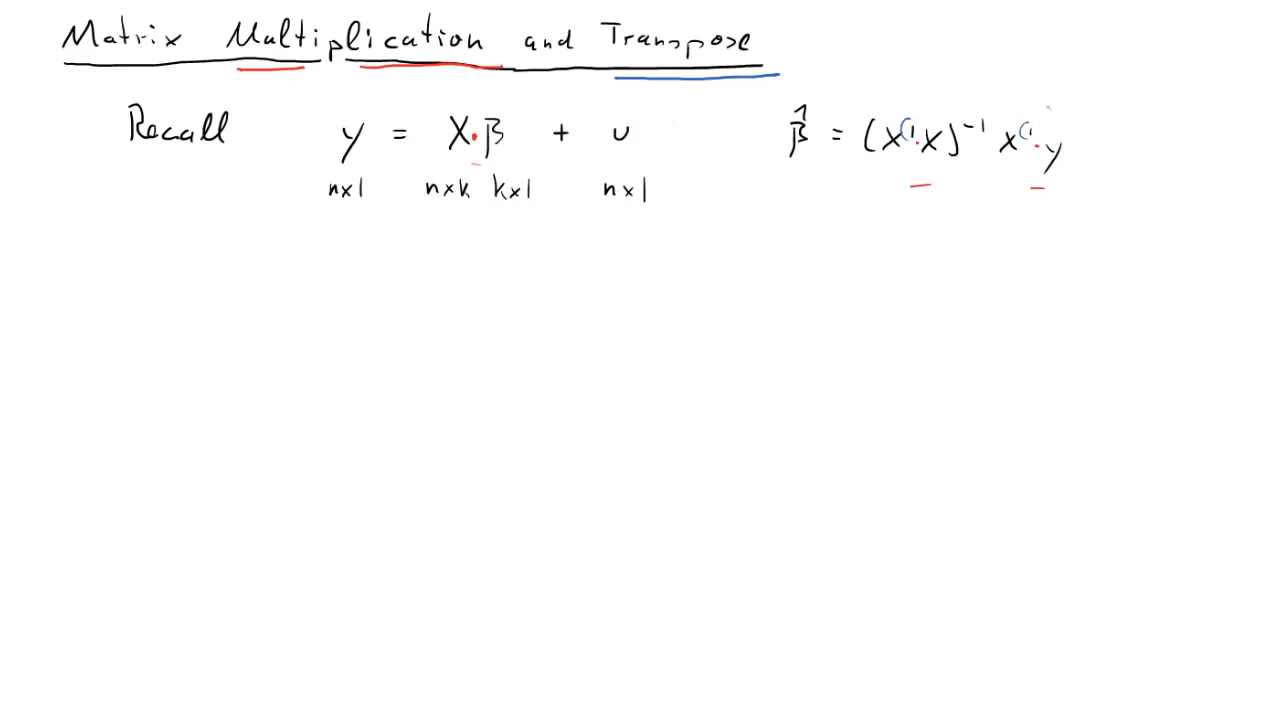 Matrix Multiplication and Transpose
Recall y = X·β + u β̂ = (X'·X)⁻¹ X'·y
n×1 n×k k×1 n×1